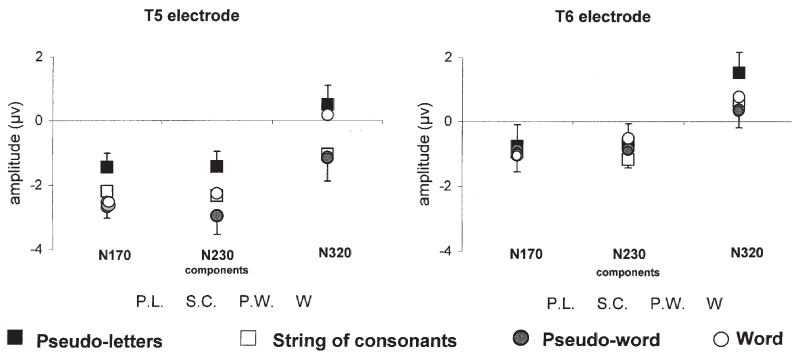 T5 electrode
amplitude (μv)
2
0
-2
-4
N170 N230 N320
components
P.L. S.C. P.W. W
T6 electrode
amplitude (μv)
2
0
-2
-4
N170 N230 N320
components
P.L. S.C. P.W. W
Pseudo-letters String of consonants Pseudo-word Word